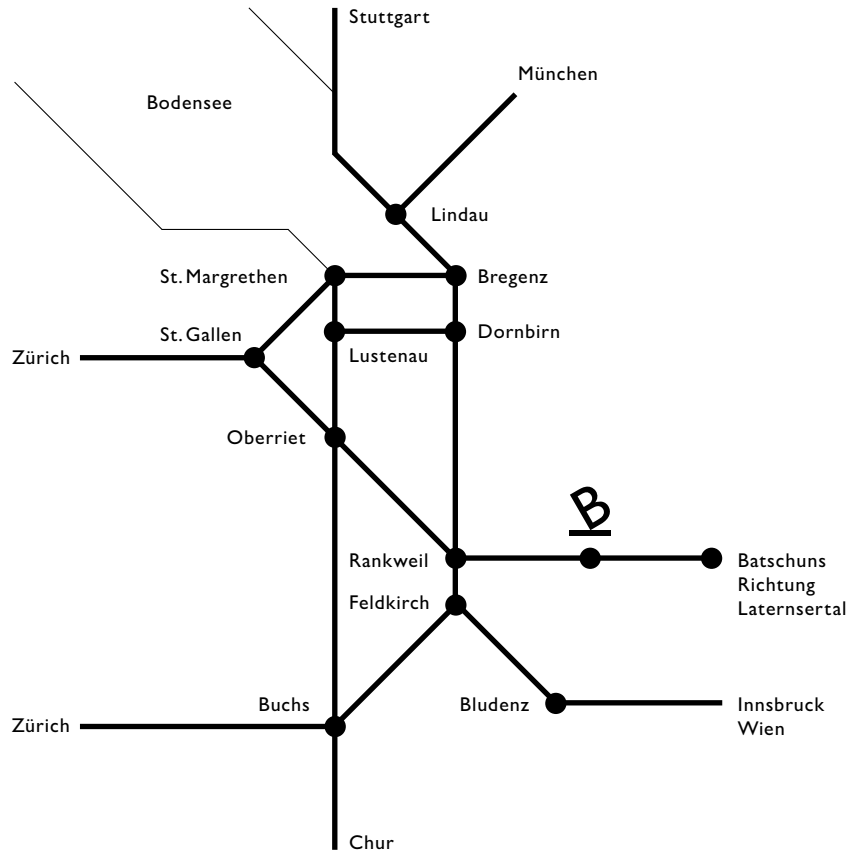 Stuttgart
München
Bodensee
Lindau
St. Margrethen
Bregenz
St. Gallen
Dornbirn
Zürich
Lustenau
Oberriet
B
Rankweil
Batschuns
Richtung
Laternsertal
Feldkirch
Buchs
Bludenz
Innsbruck
Wien
Zürich
Chur